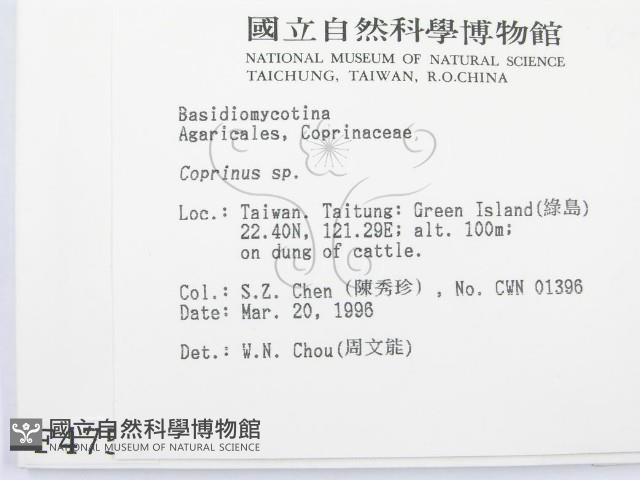 國立自然科學博物館
NATIONAL MUSEUM OF NATURAL SCIENCE
TAICHUNG, TAIWAN, R.O.CHINA
Basidiomycotina
Agaricales, Coprinaceae
Coprinus sp.
Loc.: Taiwan. Taitung: Green Island(綠島)
22.40N, 121.29E; alt. 100m;
on dung of cattle.
Col.: S.Z. Chen (陳秀珍) , No. CWN 01396
Date: Mar. 20, 1996
Det.: W.N. Chou(周文能)
國立自然科學博物館
NATIONAL MUSEUM OF NATURAL SCIENCE